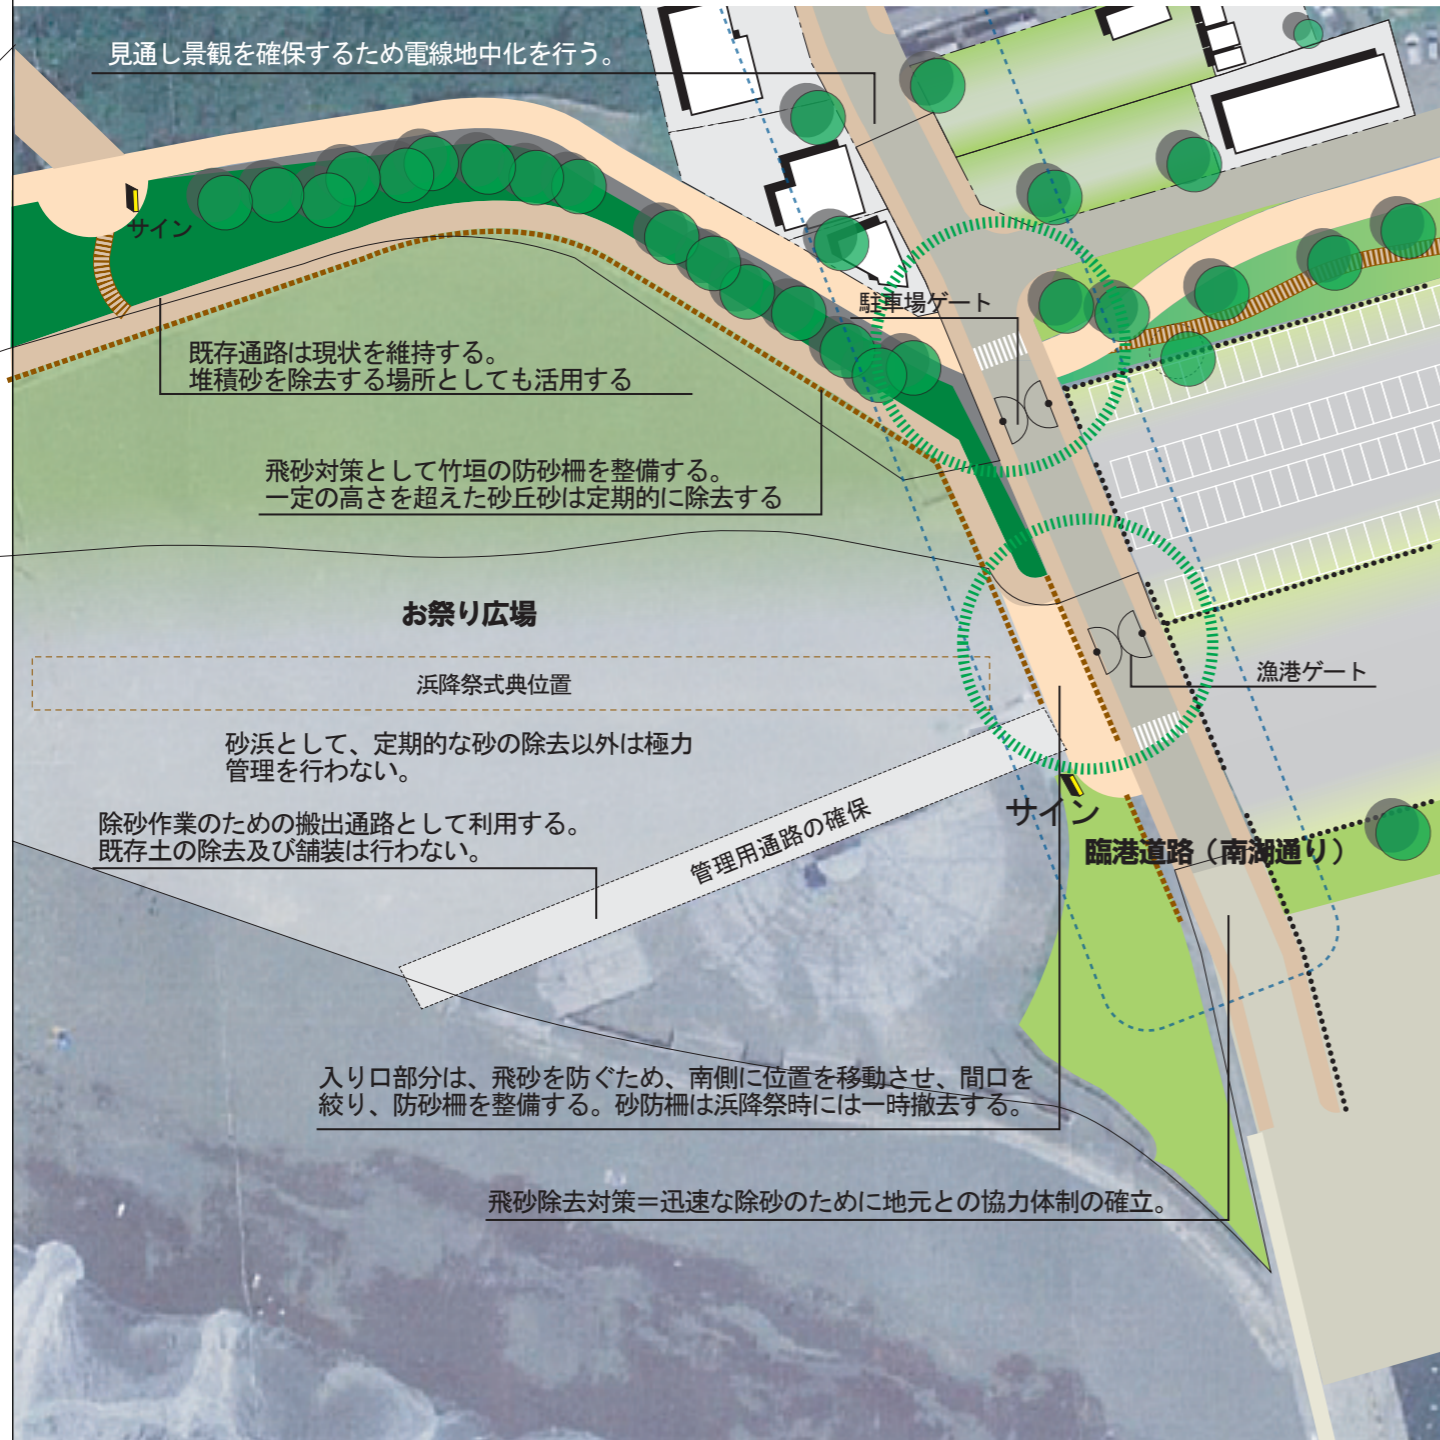 見通し景観を確保するため電線地中化を行う。
サイン
駐車場ゲート
既存通路は現状を維持する。
堆積砂を除去する場所としても活用する
飛砂対策として竹垣の防砂柵を整備する。
一定の高さを超えた砂丘砂は定期的に除去する
お祭り広場
浜降祭式典位置
漁港ゲート
砂浜として、定期的な砂の除去以外は極力
管理を行わない。
サイン
除砂作業のための搬出通路として利用する。
既存土の除去及び舗装は行わない。
管理用通路の確保
臨港道路（南湖通り）
入り口部分は、飛砂を防ぐため、南側に位置を移動させ、間口を
絞り、防砂柵を整備する。砂防柵は浜降祭時には一時撤去する。
飛砂除去対策＝迅速な除砂のために地元との協力体制の確立。